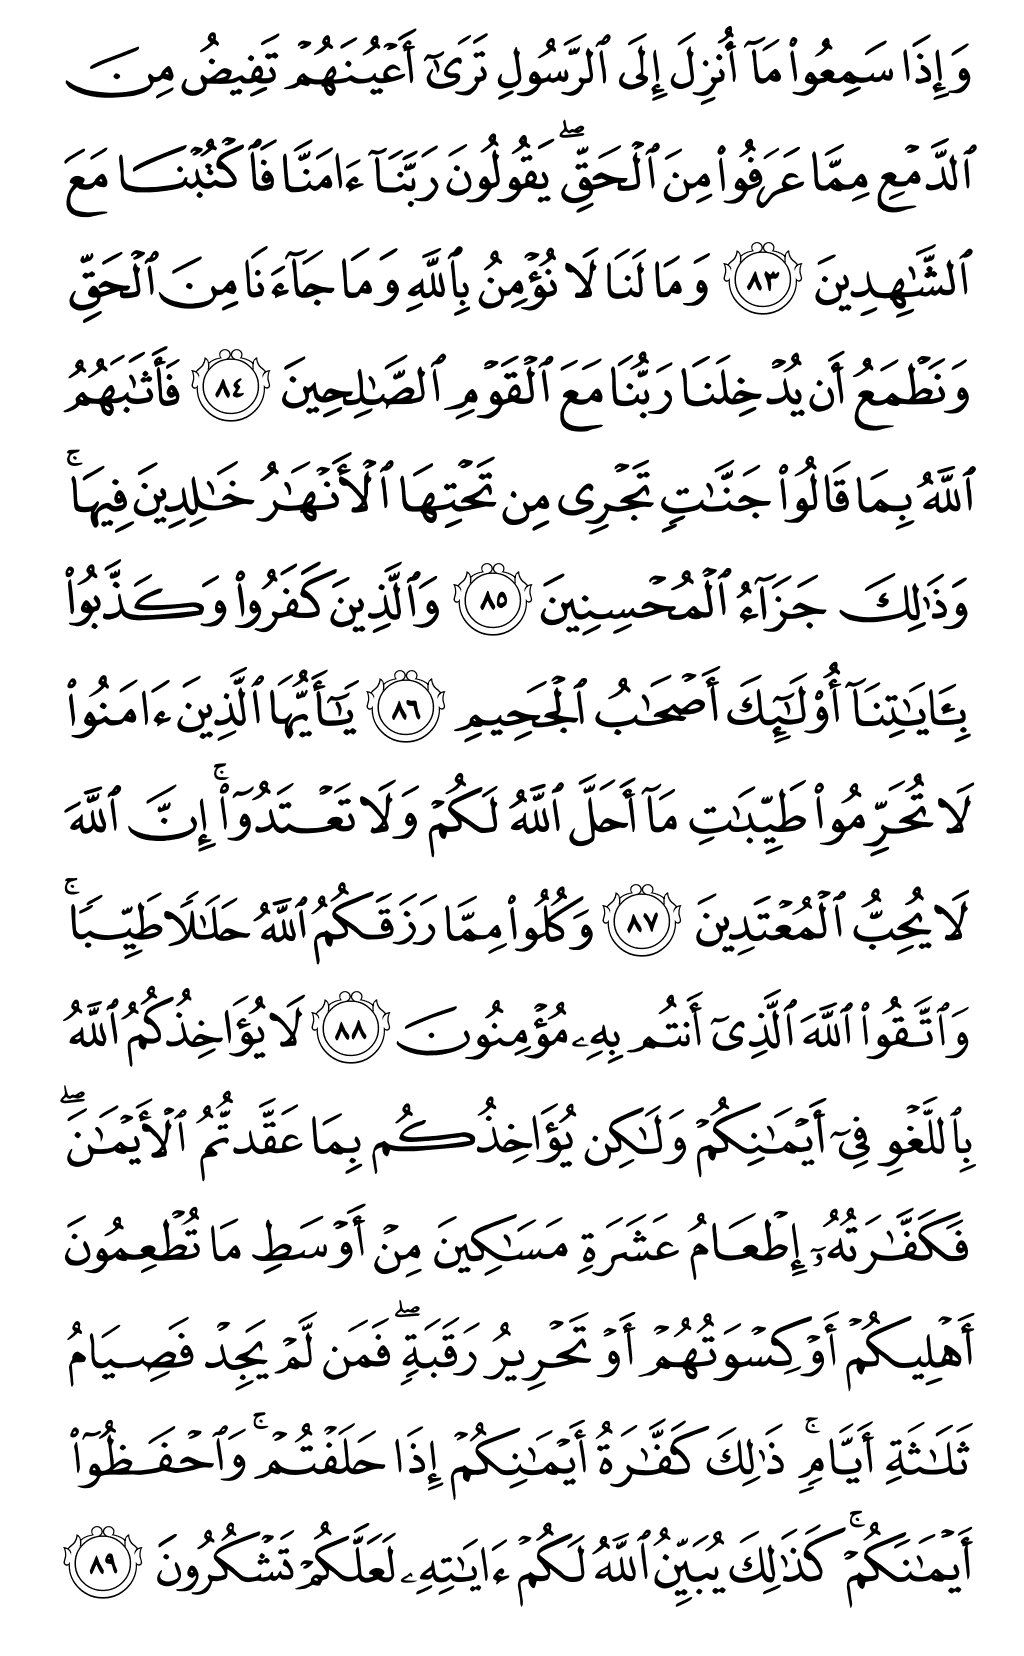 وَإِذَا سَمِعُوا۟ مَآ أُنزِلَ إِلَى ٱلرَّسُولِ تَرَىٰٓ أَعْيُنَهُمْ تَفِيضُ مِنَ
ٱلدَّمْعِ مِمَّا عَرَفُوا۟ مِنَ ٱلْحَقِّ ۖ يَقُولُونَ رَبَّنَآ ءَامَنَّا فَٱكْتُبْنَا مَعَ
ٱلشَّٰهِدِينَ ٨٣ وَمَا لَنَا لَا نُؤْمِنُ بِٱللَّهِ وَمَا جَآءَنَا مِنَ ٱلْحَقِّ
وَنَطْمَعُ أَن يُدْخِلَنَا رَبُّنَا مَعَ ٱلْقَوْمِ ٱلصَّٰلِحِينَ ٨٤ فَأَثَٰبَهُمُ
ٱللَّهُ بِمَا قَالُوا۟ جَنَّٰتٍ تَجْرِى مِن تَحْتِهَا ٱلْأَنْهَٰرُ خَٰلِدِينَ فِيهَا ۚ
وَذَٰلِكَ جَزَآءُ ٱلْمُحْسِنِينَ ٨٥ وَٱلَّذِينَ كَفَرُوا۟ وَكَذَّبُوا۟
بِـَٔايَٰتِنَآ أُو۟لَٰٓئِكَ أَصْحَٰبُ ٱلْجَحِيمِ ٨٦ يَٰٓأَيُّهَا ٱلَّذِينَ ءَامَنُوا۟
لَا تُحَرِّمُوا۟ طَيِّبَٰتِ مَآ أَحَلَّ ٱللَّهُ لَكُمْ وَلَا تَعْتَدُوٓا۟ ۚ إِنَّ ٱللَّهَ
لَا يُحِبُّ ٱلْمُعْتَدِينَ ٨٧ وَكُلُوا۟ مِمَّا رَزَقَكُمُ ٱللَّهُ حَلَٰلًا طَيِّبًا ۚ
وَٱتَّقُوا۟ ٱللَّهَ ٱلَّذِىٓ أَنتُم بِهِۦ مُؤْمِنُونَ ٨٨ لَا يُؤَاخِذُكُمُ ٱللَّهُ
بِٱللَّغْوِ فِىٓ أَيْمَٰنِكُمْ وَلَٰكِن يُؤَاخِذُكُم بِمَا عَقَّدتُّمُ ٱلْأَيْمَٰنَ ۖ
فَكَفَّٰرَتُهُۥٓ إِطْعَامُ عَشَرَةِ مَسَٰكِينَ مِنْ أَوْسَطِ مَا تُطْعِمُونَ
أَهْلِيكُمْ أَوْ كِسْوَتُهُمْ أَوْ تَحْرِيرُ رَقَبَةٍ ۖ فَمَن لَّمْ يَجِدْ فَصِيَامُ
ثَلَٰثَةِ أَيَّامٍ ۚ ذَٰلِكَ كَفَّٰرَةُ أَيْمَٰنِكُمْ إِذَا حَلَفْتُمْ ۚ وَٱحْفَظُوٓا۟
أَيْمَٰنَكُمْ ۚ كَذَٰلِكَ يُبَيِّنُ ٱللَّهُ لَكُمْ ءَايَٰتِهِۦ لَعَلَّكُمْ تَشْكُرُونَ ٨٩